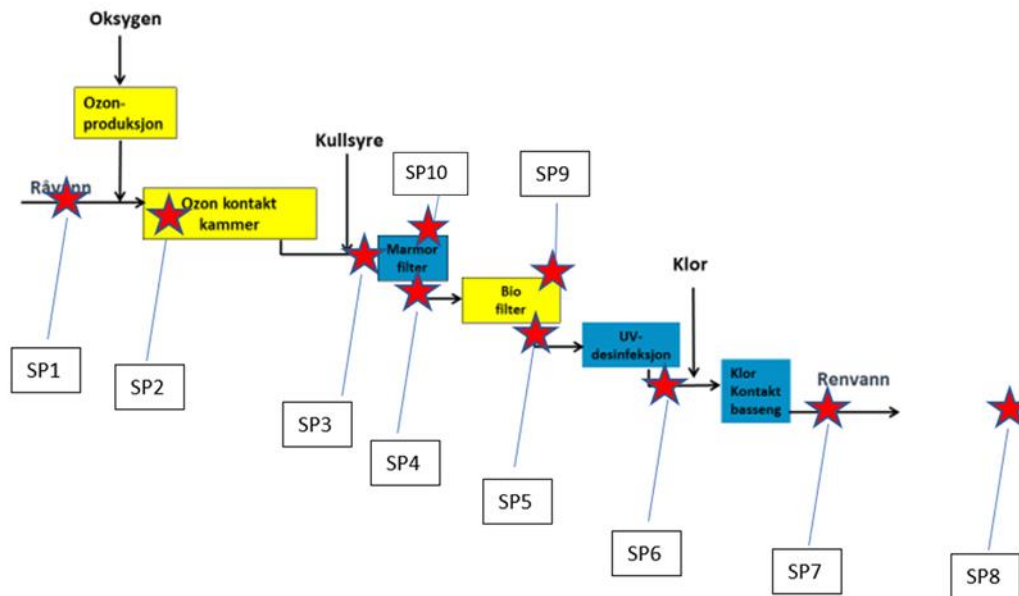 Oksygen
Ozon-
produksjon
Kullsyre
SP10
SP9
Råvann
Ozon kontakt
kammer
Marmor
filter
Klor
Bio
filter
UV-
desinfeksjon
SP1
SP2
Klor
Kontakt
basseng
Renvann
SP3
SP4
SP5
SP6
SP7
SP8